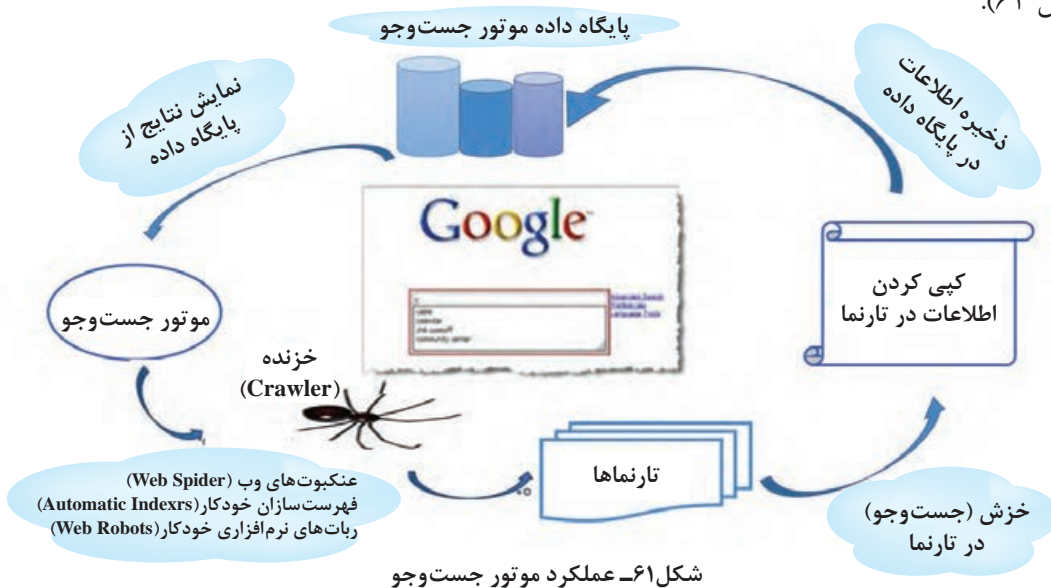 پایگاه داده موتور جست‌وجو
ذخیره اطلاعات
در پایگاه داده
نمایش نتایج از
پایگاه داده
Google
کپی کردن
اطلاعات در تارنما
موتور جست‌وجو
خزنده
(Crawler)
تارنماها
عنکبوت‌های وب (Web Spider)
فهرست‌سازان خودکار(Automatic Indexrs)
ربات‌های نرم‌افزاری خودکار(Web Robots)
خزش (جست‌وجو)
در تارنما
شکل۶۱ــ عملکرد موتور جست‌وجو